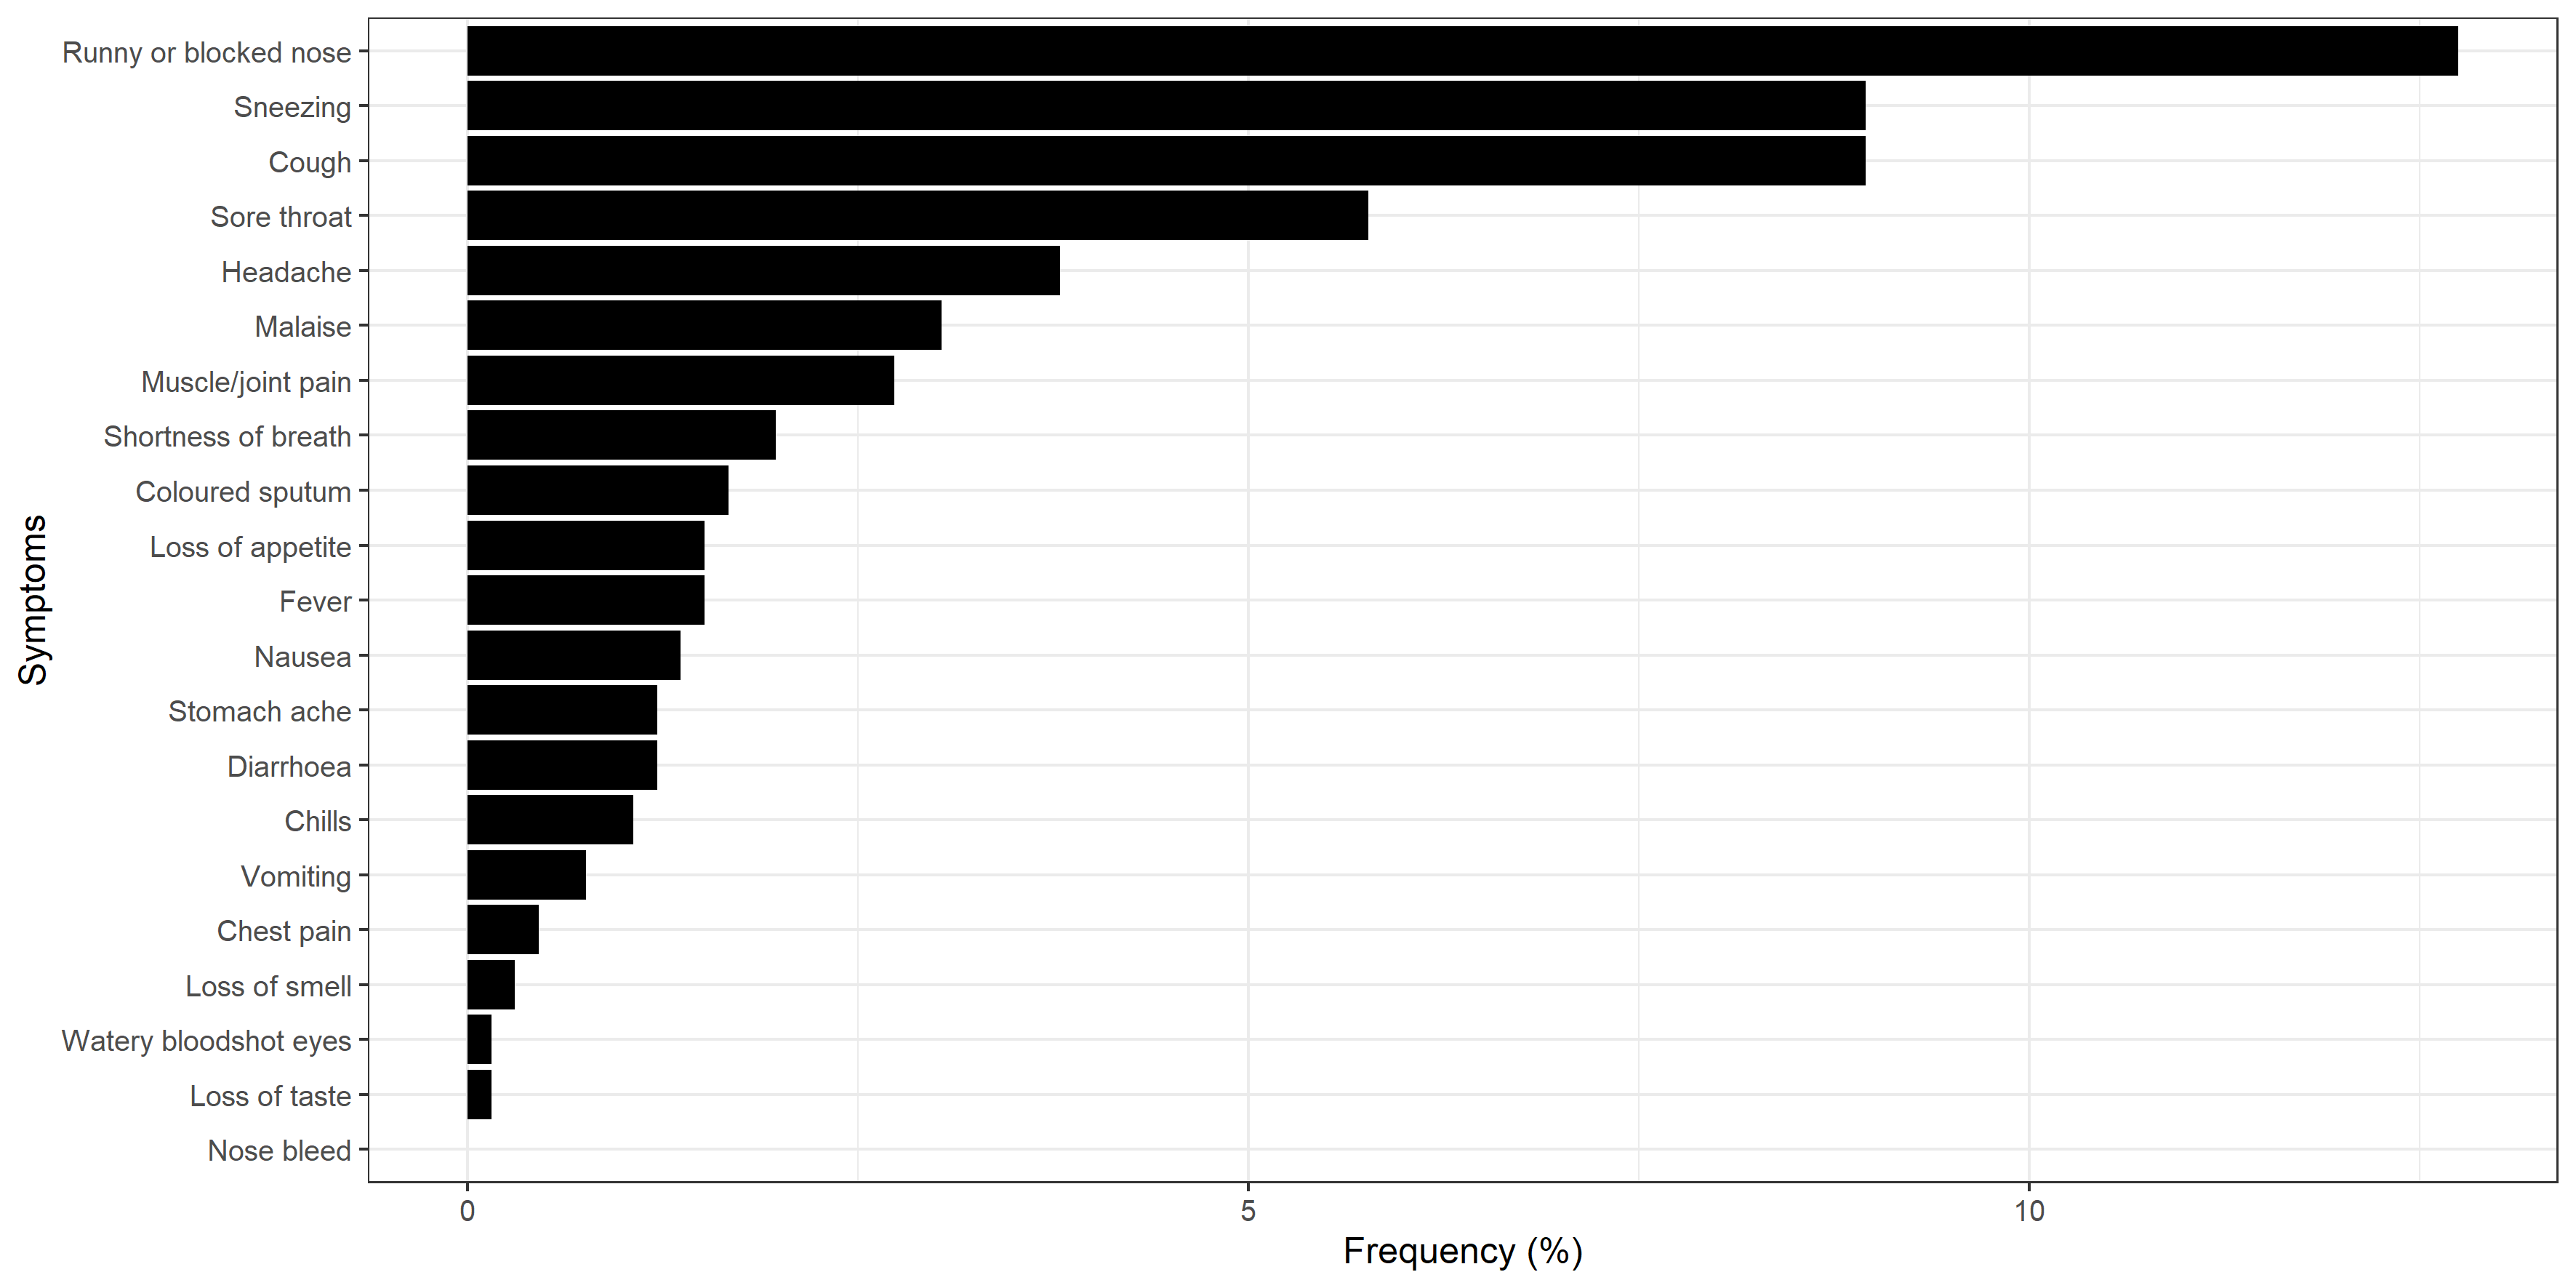 Runny or blocked nose
Sneezing
Cough
Sore throat
Headache
Malaise
Muscle/joint pain
Shortness of breath
Coloured sputum
Loss of appetite
Fever
Nausea
Stomach ache
Diarrhoea
Chills
Vomiting
Chest pain
Loss of smell
Watery bloodshot eyes
Loss of taste
Nose bleed
Symptoms
0 5 10
Frequency (%)